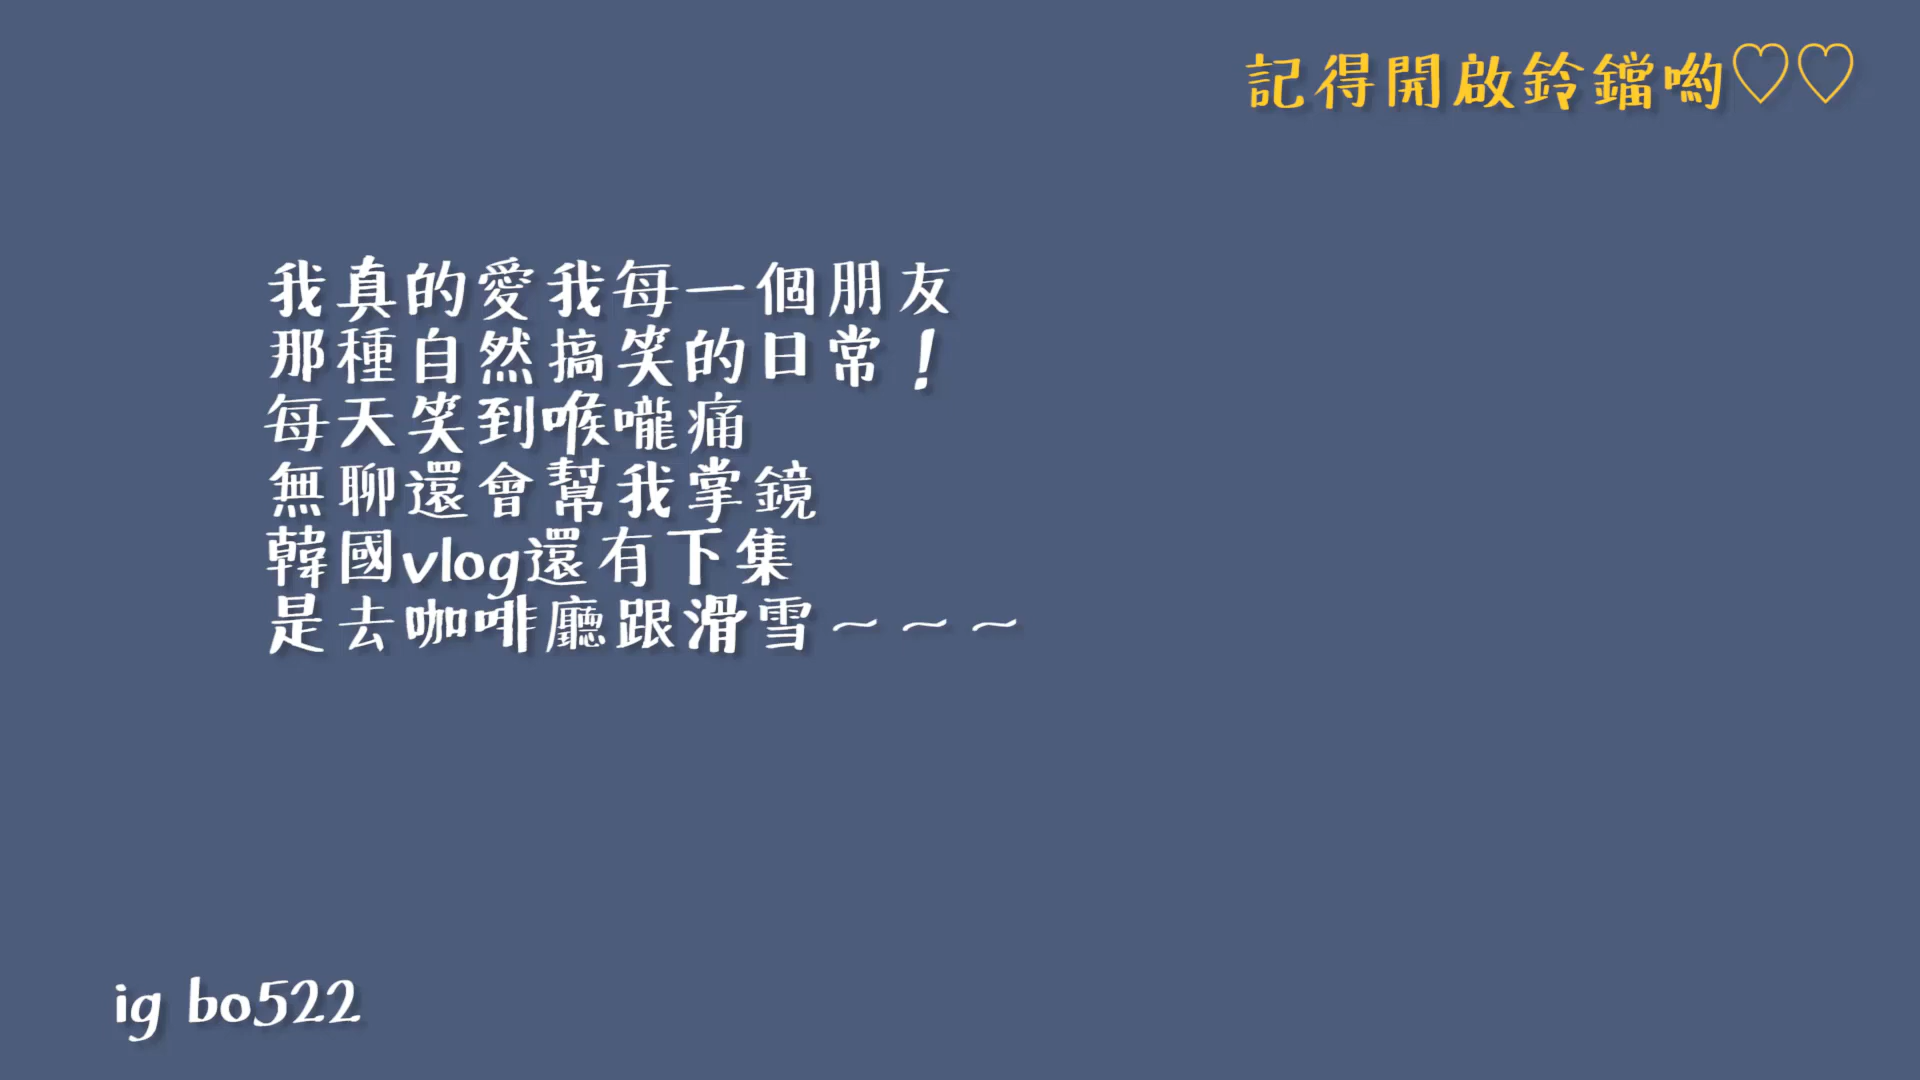 記得開啟鈴鐺喲♡♡
我真的愛我每一個朋友
那種自然搞笑的日常！
每天笑到喉嚨痛
無聊還會幫我掌鏡
韓國vlog還有下集
是去咖啡廳跟滑雪～～～
ig bo522